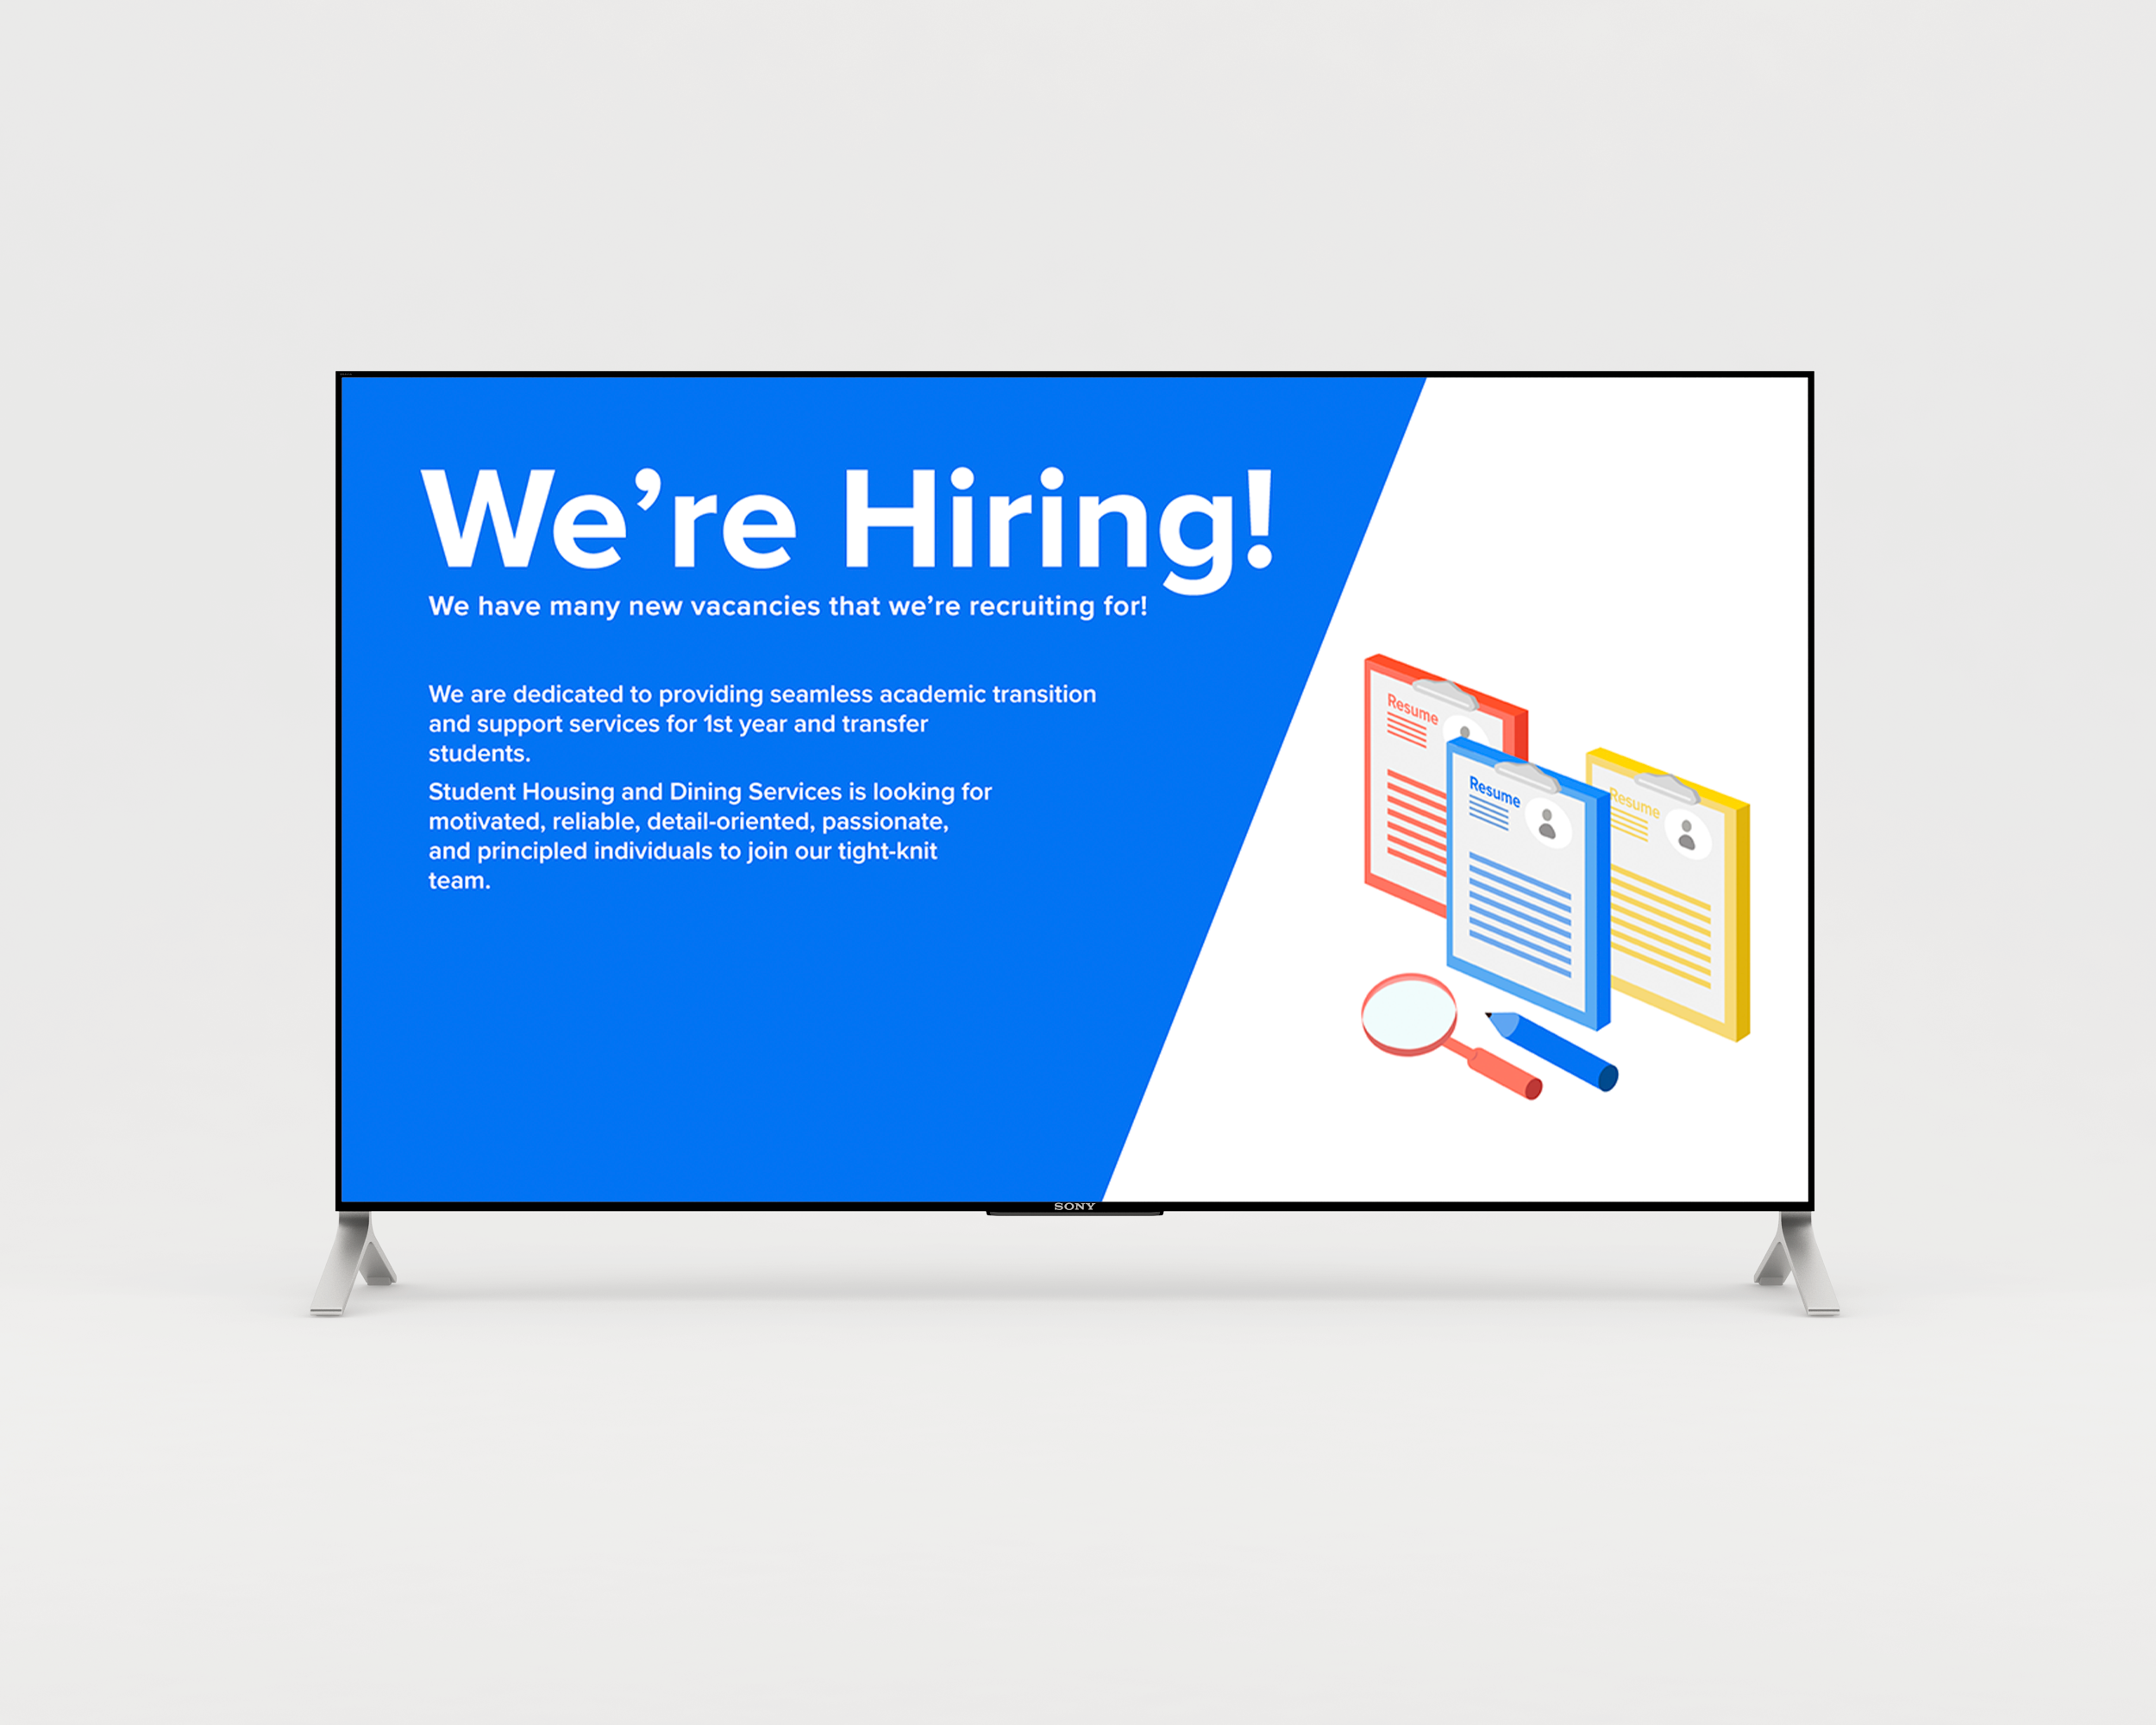 We’re Hiring!
We have many new vacancies that we’re recruiting for!
We are dedicated to providing seamless academic transition
and support services for 1st year and transfer
students.
Student Housing and Dining Services is looking for
motivated, reliable, detail-oriented, passionate,
and principled individuals to join our tight-knit
team.
Resume
Resume
Resume
SONY